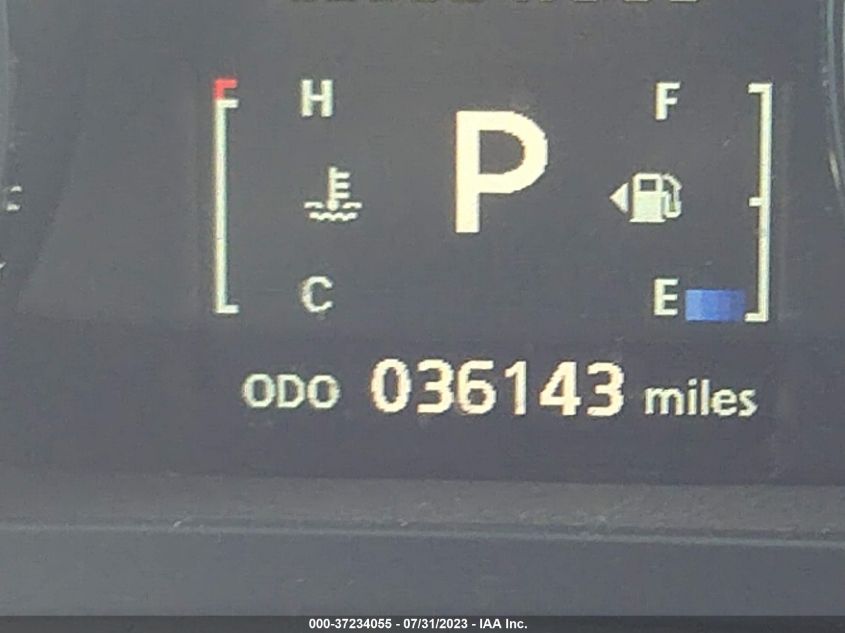 H P F
C E
ODO 036143 miles
000-37234055 - 07/31/2023 - IAA Inc.